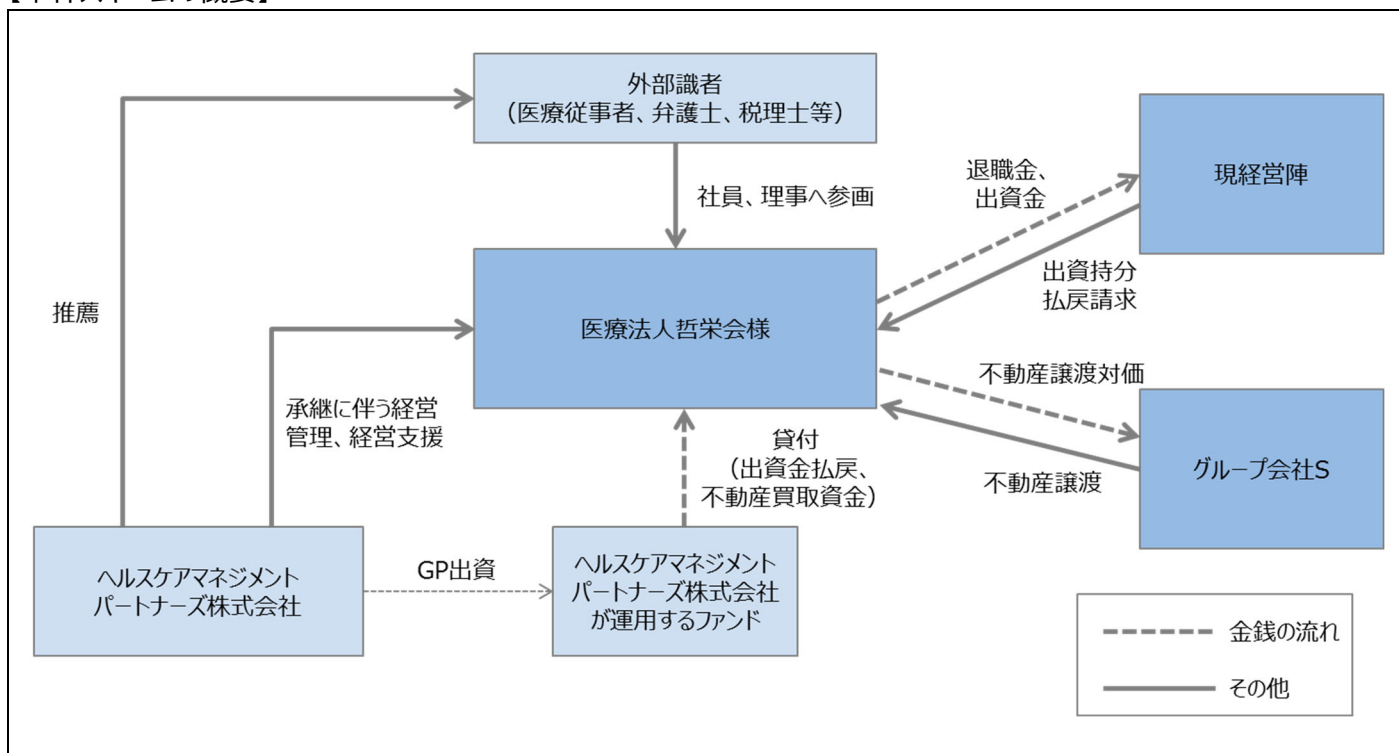 外部識者
（医療従事者、弁護士、税理士等）
現経営陣
退職金、
出資金
社員、理事へ参画
出資持分
払戻請求
推薦
医療法人哲栄会様
不動産譲渡対価
承継に伴う経営
管理、経営支援
貸付
（出資金払戻、
不動産買取資金）
不動産譲渡
グループ会社S
ヘルスケアマネジメント
パートナーズ株式会社
GP出資
ヘルスケアマネジメント
パートナーズ株式会社
が運用するファンド
金銭の流れ
その他